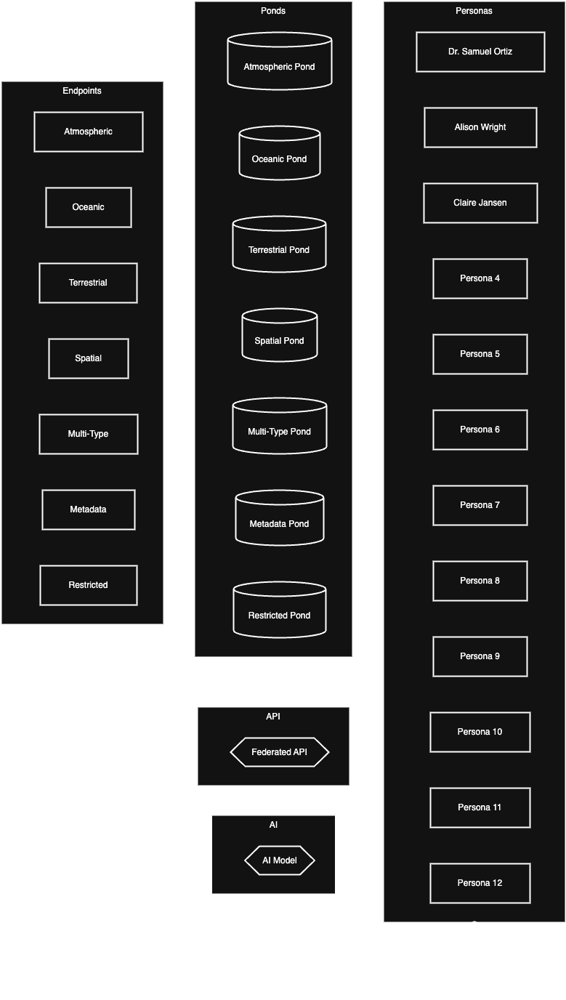 Endpoints
Atmospheric
Oceanic
Terrestrial
Spatial
Multi-Type
Metadata
Restricted
Ponds
Atmospheric Pond
Oceanic Pond
Terrestrial Pond
Spatial Pond
Multi-Type Pond
Metadata Pond
Restricted Pond
API
Federated API
AI
AI Model
Personas
Dr. Samuel Ortiz
Alison Wright
Claire Jansen
Persona 4
Persona 5
Persona 6
Persona 7
Persona 8
Persona 9
Persona 10
Persona 11
Persona 12